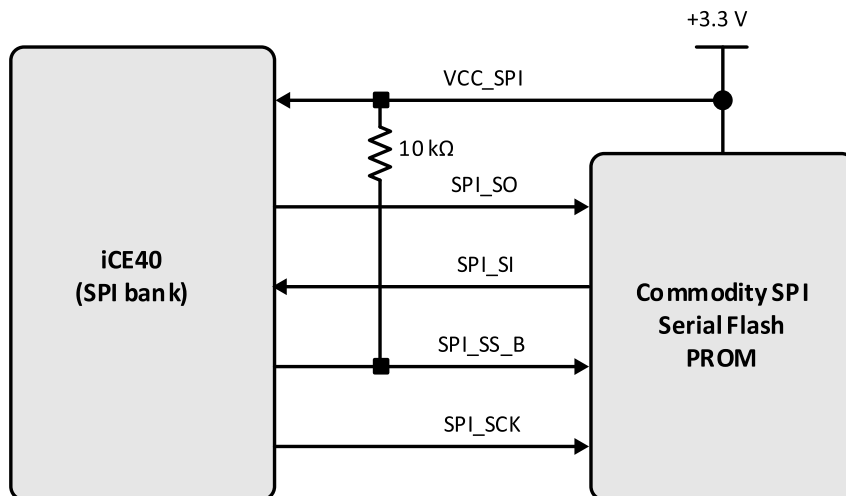 +3.3 V
VCC_SPI
10 kΩ
SPI_SO
iCE40
(SPI bank)
SPI_SI
Commodity SPI
Serial Flash
PROM
SPI_SS_B
SPI_SCK